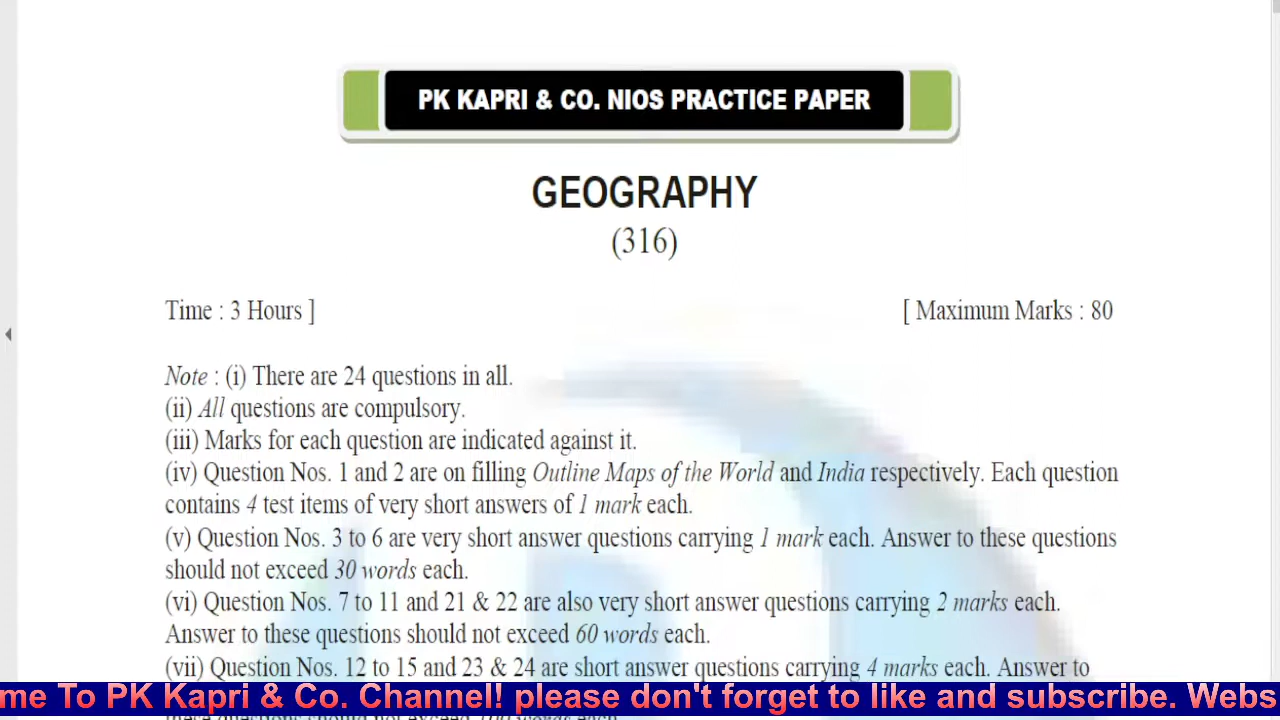 PK KAPRI & CO. NIOS PRACTICE PAPER
GEOGRAPHY
(316)
Time : 3 Hours ]
[ Maximum Marks : 80
Note : (i) There are 24 questions in all.
(ii) All questions are compulsory.
(iii) Marks for each question are indicated against it.
(iv) Question Nos. 1 and 2 are on filling Outline Maps of the World and India respectively. Each question
contains 4 test items of very short answers of 1 mark each.
(v) Question Nos. 3 to 6 are very short answer questions carrying 1 mark each. Answer to these questions
should not exceed 30 words each.
(vi) Question Nos. 7 to 11 and 21 & 22 are also very short answer questions carrying 2 marks each.
Answer to these questions should not exceed 60 words each.
(vii) Question Nos. 12 to 15 and 23 & 24 are short answer questions carrying 4 marks each. Answer to
me To PK Kapri & Co. Channel! please don't forget to like and subscribe. Webs